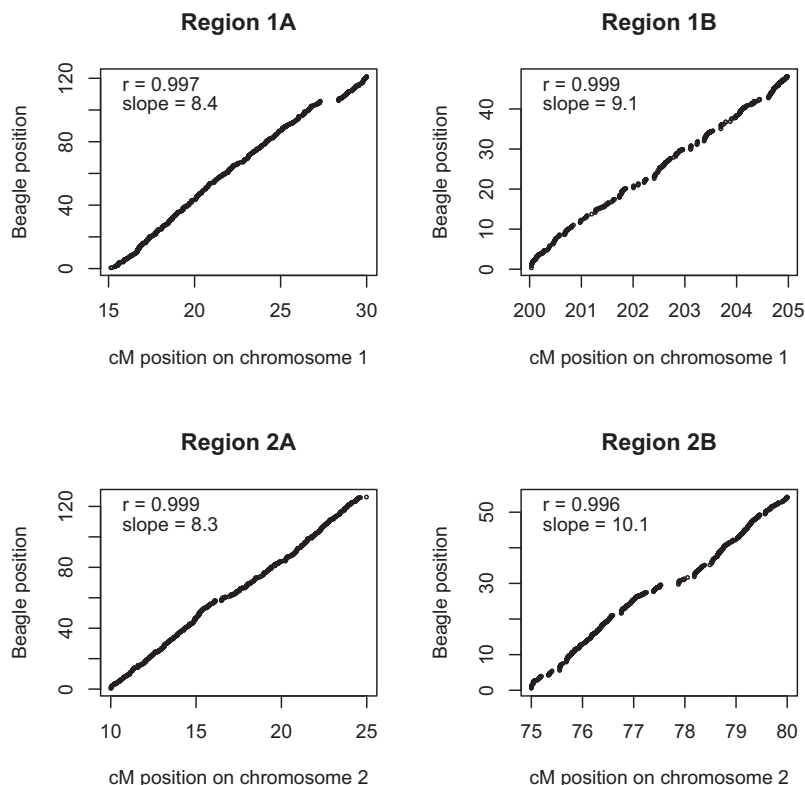 Region 1A
r = 0.997
slope = 8.4
Beagle position
0
40
80
120
15
20
25
30
cM position on chromosome 1
Region 1B
r = 0.999
slope = 9.1
Beagle position
0
10
20
30
40
200
201
202
203
204
205
cM position on chromosome 1
Region 2A
r = 0.999
slope = 8.3
Beagle position
0
40
80
120
10
15
20
25
cM position on chromosome 2
Region 2B
r = 0.996
slope = 10.1
Beagle position
0
10
30
50
75
76
77
78
79
80
cM position on chromosome 2